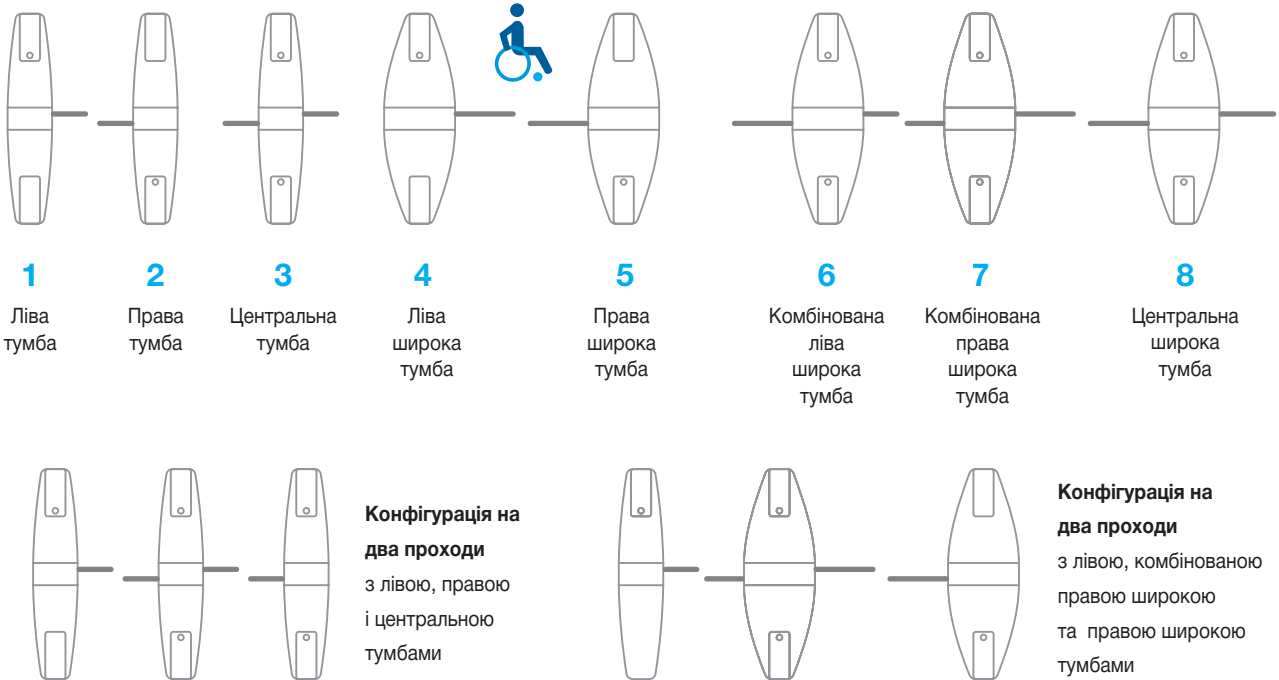 1
Ліва
тумба
2
Права
тумба
3
Центральна
тумба
4
Ліва
широка
тумба
5
Права
широка
тумба
6
Комбінована
ліва
широка
тумба
7
Комбінована
права
широка
тумба
8
Центральна
широка
тумба
Конфігурація на
два проходи
з лівою, правою
і центральною
тумбами
Конфігурація на
два проходи
з лівою, комбінованою
правою широкою
та правою широкою
тумбами